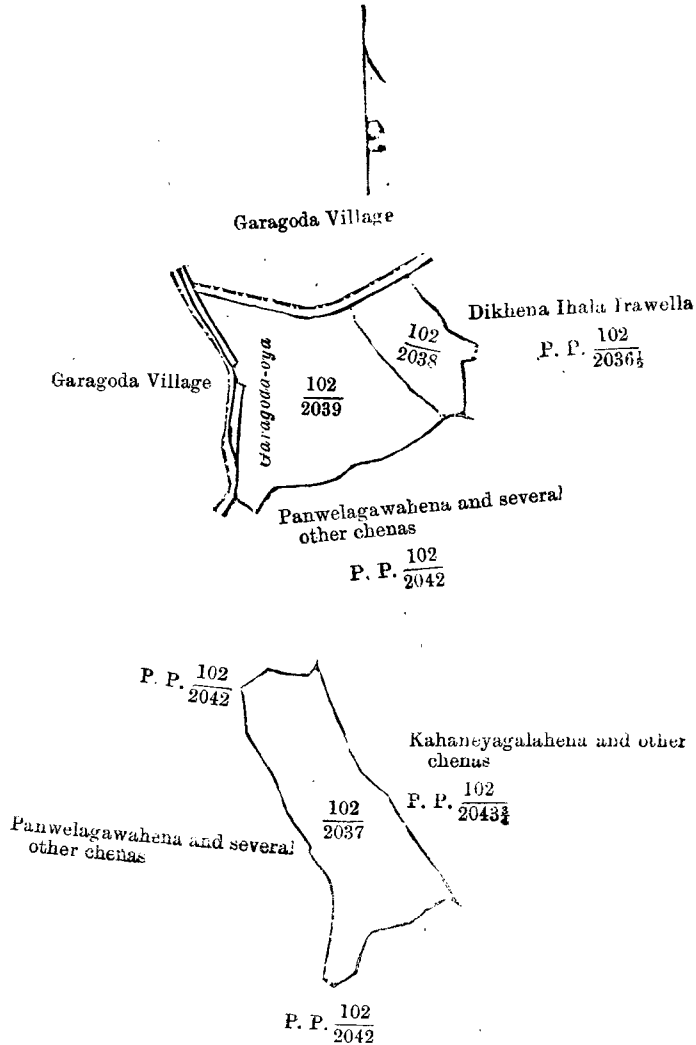 Garagoda Village
Dikhena Ihala Irawella
P. P. 102/2036½
102/2038
Garagoda Village
102/2039
Garagoda-oya
Panwelagawahena and several
other chenas
P. P. 102/2042
P. P. 102/2042
Kahaneyagalahena and other
chenas
P. P. 102/2043¾
102/2037
Panwelagawahena and several
other chenas
P. P. 102/2042